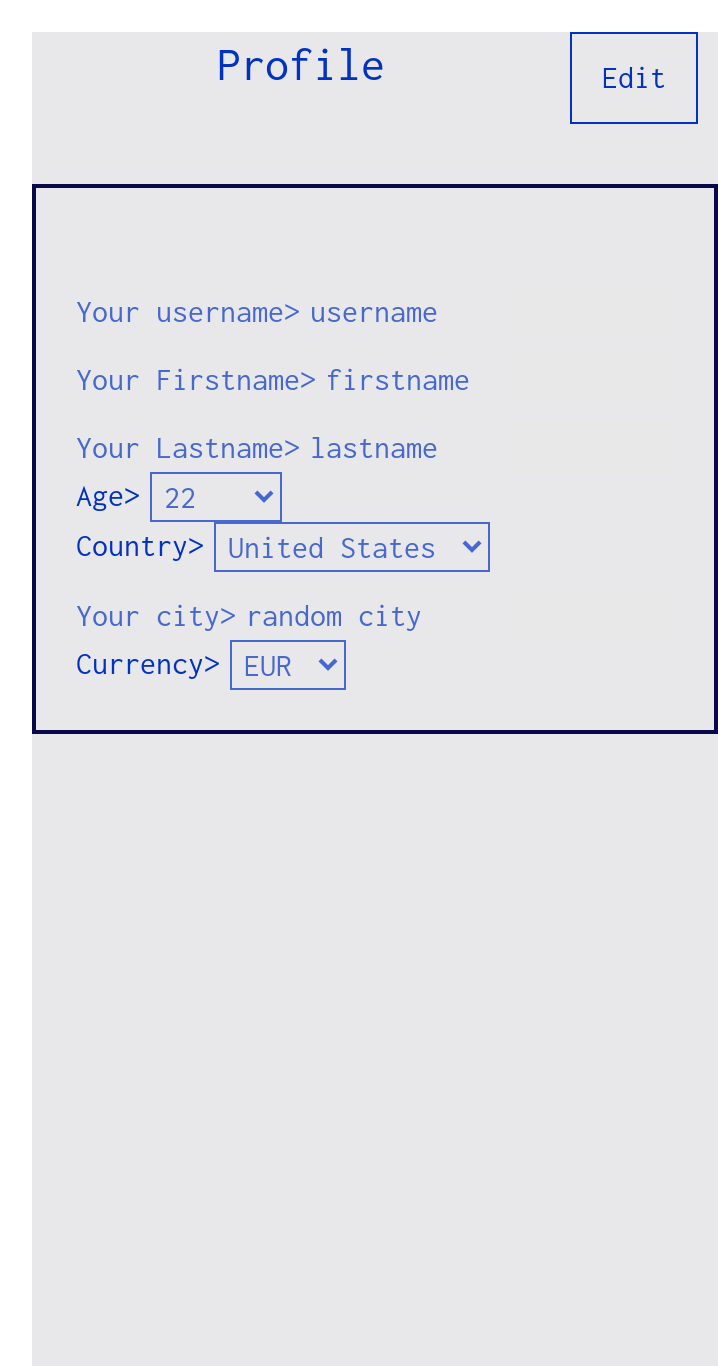 Profile
Edit
Your username> username
Your Firstname> firstname
Your Lastname> lastname
Age> 22
Country> United States
Your city> random city
Currency> EUR